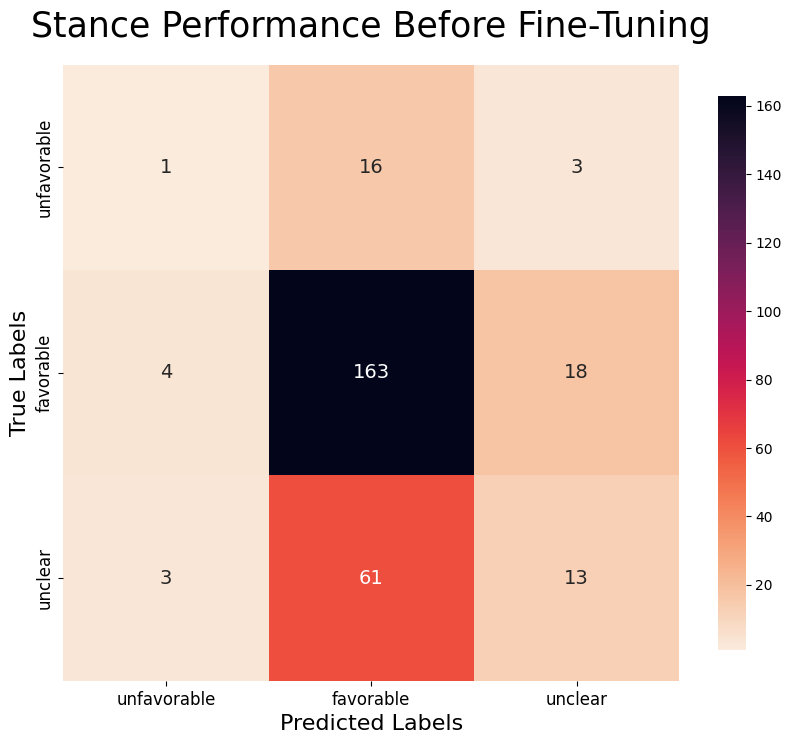 Stance Performance Before Fine-Tuning
True Labels
unfavorable
1 16 3
favorable
4 163 18
unclear
3 61 13
unfavorable favorable unclear
Predicted Labels
160
140
120
100
80
60
40
20